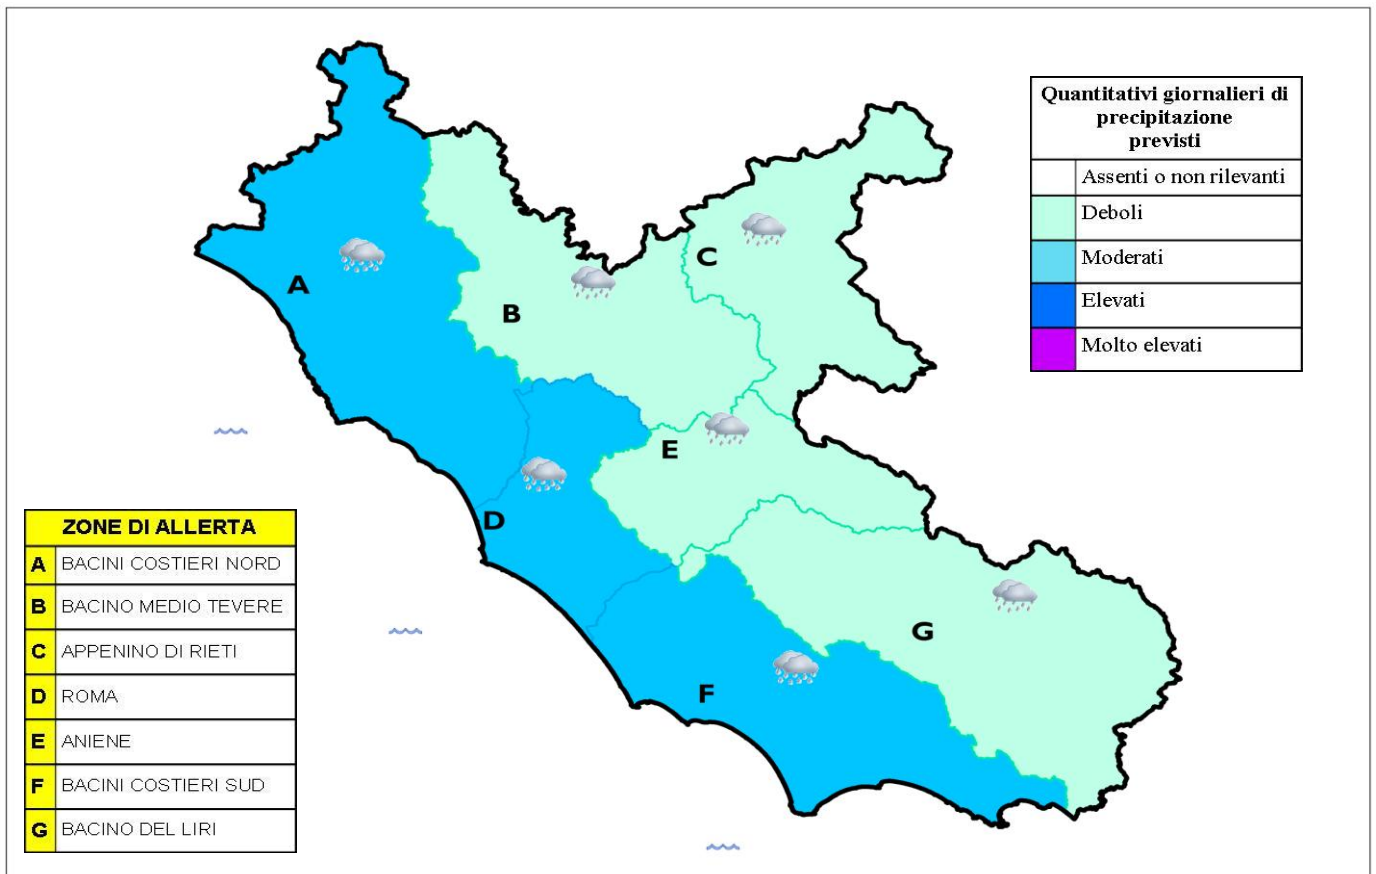 Quantitativi giornalieri di
precipitazione
previsti
Assenti o non rilevanti
Deboli
Moderati
Elevati
Molto elevati
A
B
C
D
E
F
G
ZONE DI ALLERTA
A BACINI COSTIERI NORD
B BACINO MEDIO TEVERE
C APPENINO DI RIETI
D ROMA
E ANIENE
F BACINI COSTIERI SUD
G BACINO DEL LIRI